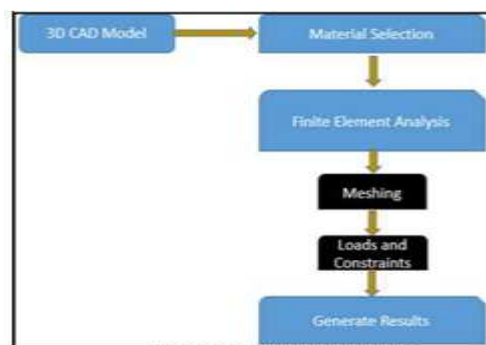 3D CAD Model
Material Selection
Finite Element Analysis
Meshing
Loads and
Constraints
Generate Results